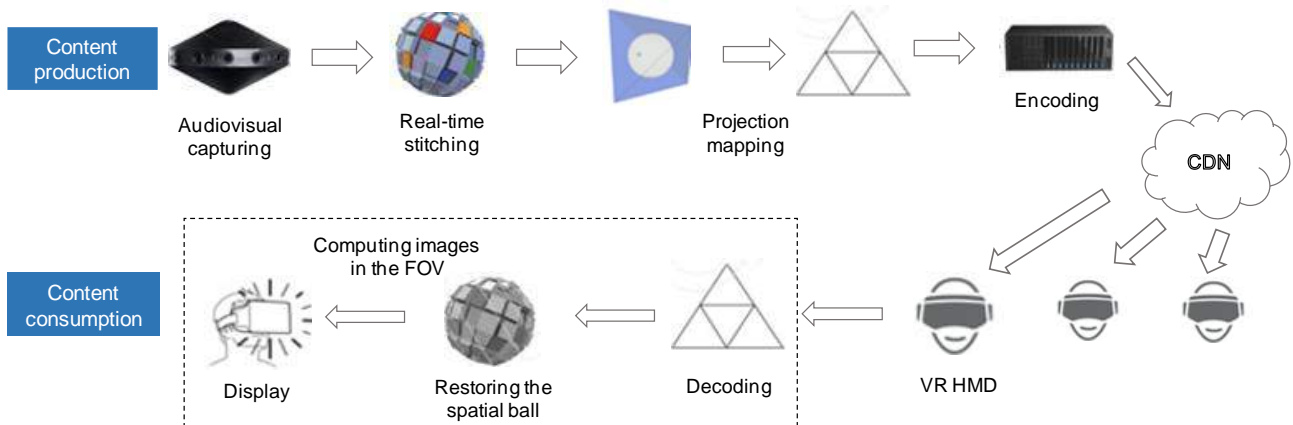 Content
production
Audiovisual
capturing
Real-time
stitching
Projection
mapping
Encoding
CDN
Computing images
in the FOV
Content
consumption
Display
Restoring the
spatial ball
Decoding
VR HMD